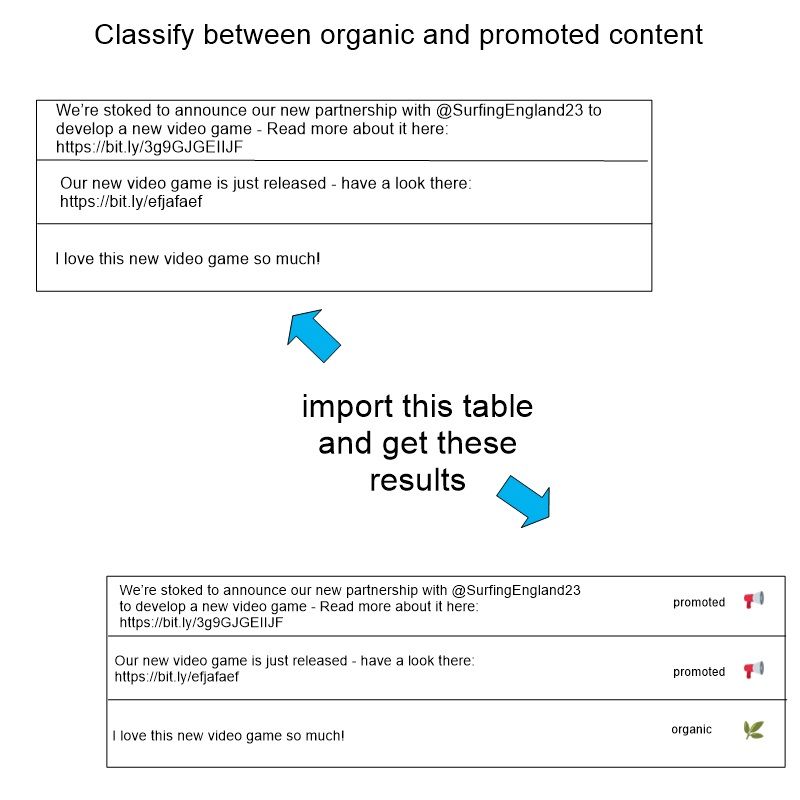 Classify between organic and promoted content
We're stoked to announce our new partnership with @SurfingEngland23 to
develop a new video game - Read more about it here:
https://bit.ly/3g9GJGEIIJF
Our new video game is just released - have a look there:
https://bit.ly/efjafaef
I love this new video game so much!
import this table
and get these
results
We're stoked to announce our new partnership with @SurfingEngland23
to develop a new video game - Read more about it here:
https://bit.ly/3g9GJGEIIJF
promoted
Our new video game is just released - have a look there:
https://bit.ly/efjafaef
promoted
I love this new video game so much!
organic